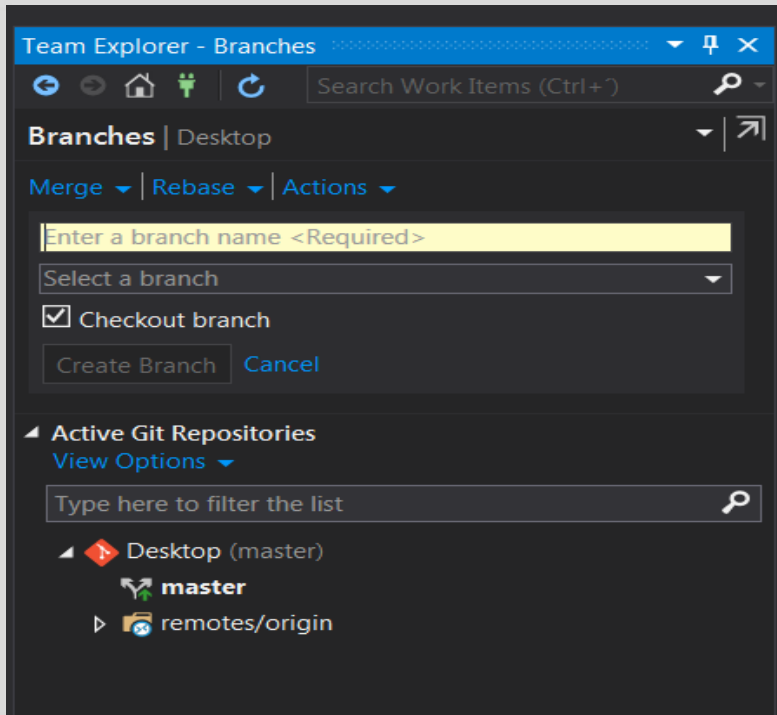 Team Explorer - Branches
Search Work Items (Ctrl+´)
Branches | Desktop
Merge | Rebase | Actions
Enter a branch name <Required>
Select a branch
Checkout branch
Create Branch Cancel
Active Git Repositories
View Options
Type here to filter the list
Desktop (master)
master
remotes/origin